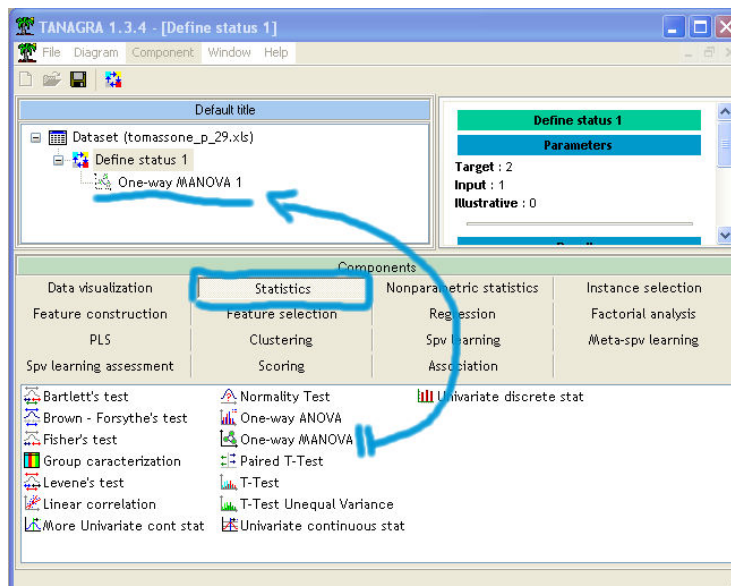 TANAGRA 1.3.4 - [Define status 1]
File Diagram Component Window Help
Default title
Dataset (tomassone_p_29.xls)
Define status 1
One-way MANOVA 1
Define status 1
Parameters
Target : 2
Input : 1
Illustrative : 0
Components
Data visualization Statistics Nonparametric statistics Instance selection
Feature construction Feature selection Regression Factorial analysis
PLS Clustering Spv learning Meta-spv learning
Spv learning assessment Scoring Association
Bartlett's test Normality Test Univariate discrete stat
Brown - Forsythe's test One-way ANOVA
Fisher's test One-way MANOVA
Group caracterization Paired T-Test
Levene's test T-Test
Linear correlation T-Test Unequal Variance
More Univariate cont stat Univariate continuous stat